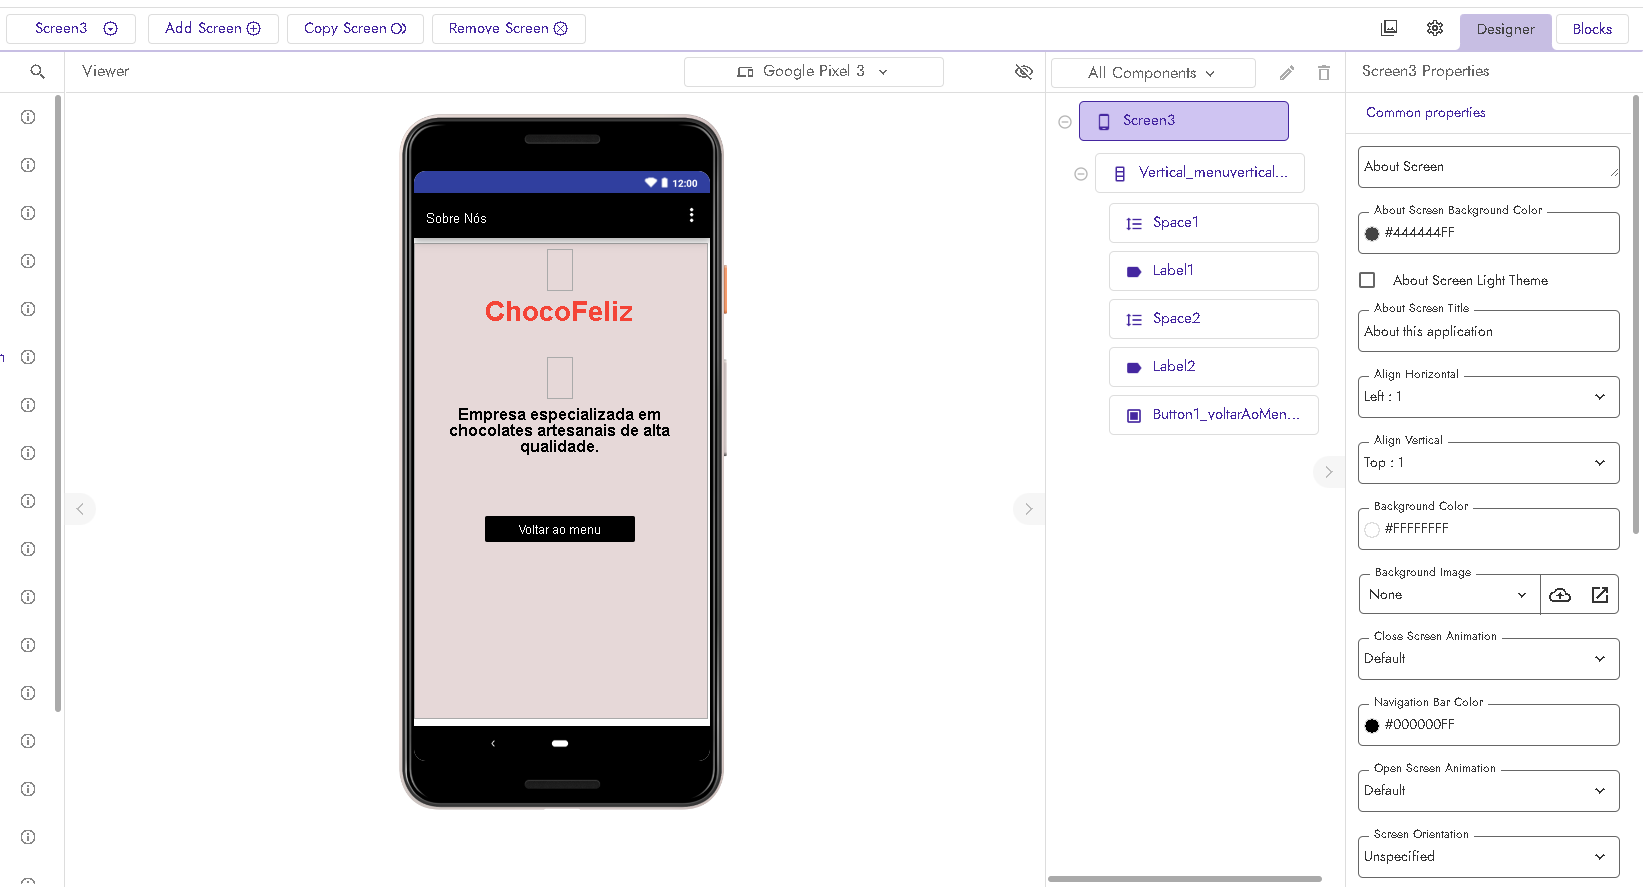 Screen3
Add Screen
Copy Screen
Remove Screen
Designer
Blocks
Viewer
Google Pixel 3
All Components
Screen3 Properties
12:00
Sobre Nós
ChocoFeliz
Empresa especializada em
chocolates artesanais de alta
qualidade.
Voltar ao menu
Screen3
Vertical_menuvertical...
Space1
Label1
Space2
Label2
Button1_voltarAoMen...
Common properties
About Screen
About Screen Background Color
#444444FF
About Screen Light Theme
About Screen Title
About this application
Align Horizontal
Left : 1
Align Vertical
Top : 1
Background Color
#FFFFFFFF
Background Image
None
Close Screen Animation
Default
Navigation Bar Color
#000000FF
Open Screen Animation
Default
Screen Orientation
Unspecified